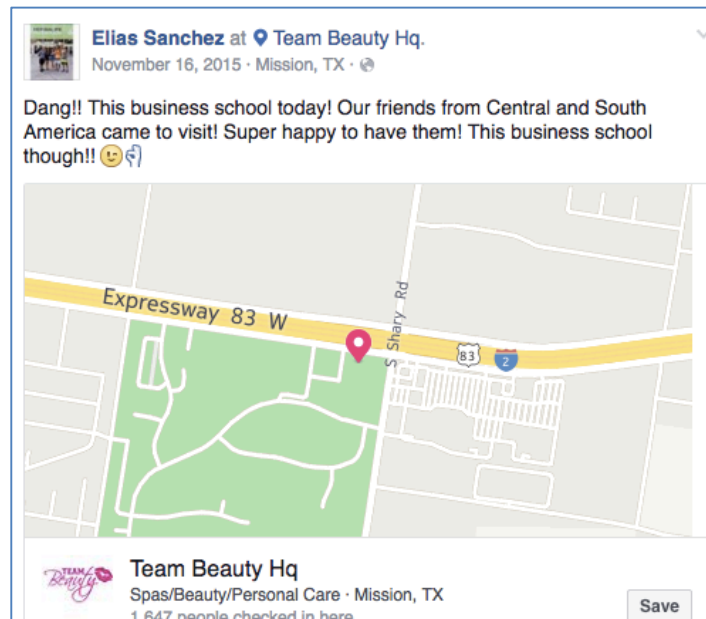 Elias Sanchez at Team Beauty Hq.
November 16, 2015 · Mission, TX ·
Dang!! This business school today! Our friends from Central and South
America came to visit! Super happy to have them! This business school
though!! 😉
Expressway 83 W
S Shary Rd
83
2
TEAM
Beauty
Team Beauty Hq
Spas/Beauty/Personal Care · Mission, TX
1,647 people checked in here
Save